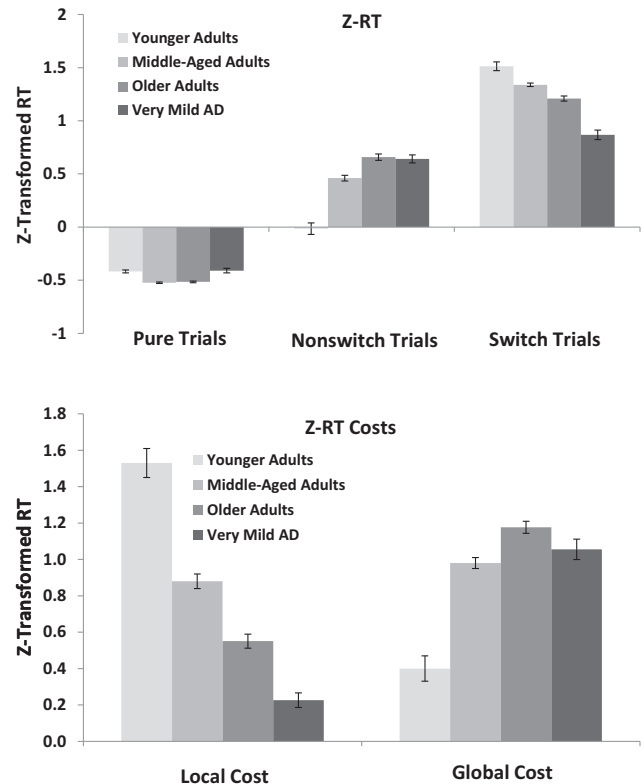 Z-RT
Younger Adults
Middle-Aged Adults
Older Adults
Very Mild AD
Z-Transformed RT
2
1.5
1
0.5
0
-0.5
-1
Pure Trials Nonswitch Trials Switch Trials
Z-RT Costs
Younger Adults
Middle-Aged Adults
Older Adults
Very Mild AD
Z-Transformed RT
1.8
1.6
1.4
1.2
1.0
0.8
0.6
0.4
0.2
0.0
Local Cost Global Cost